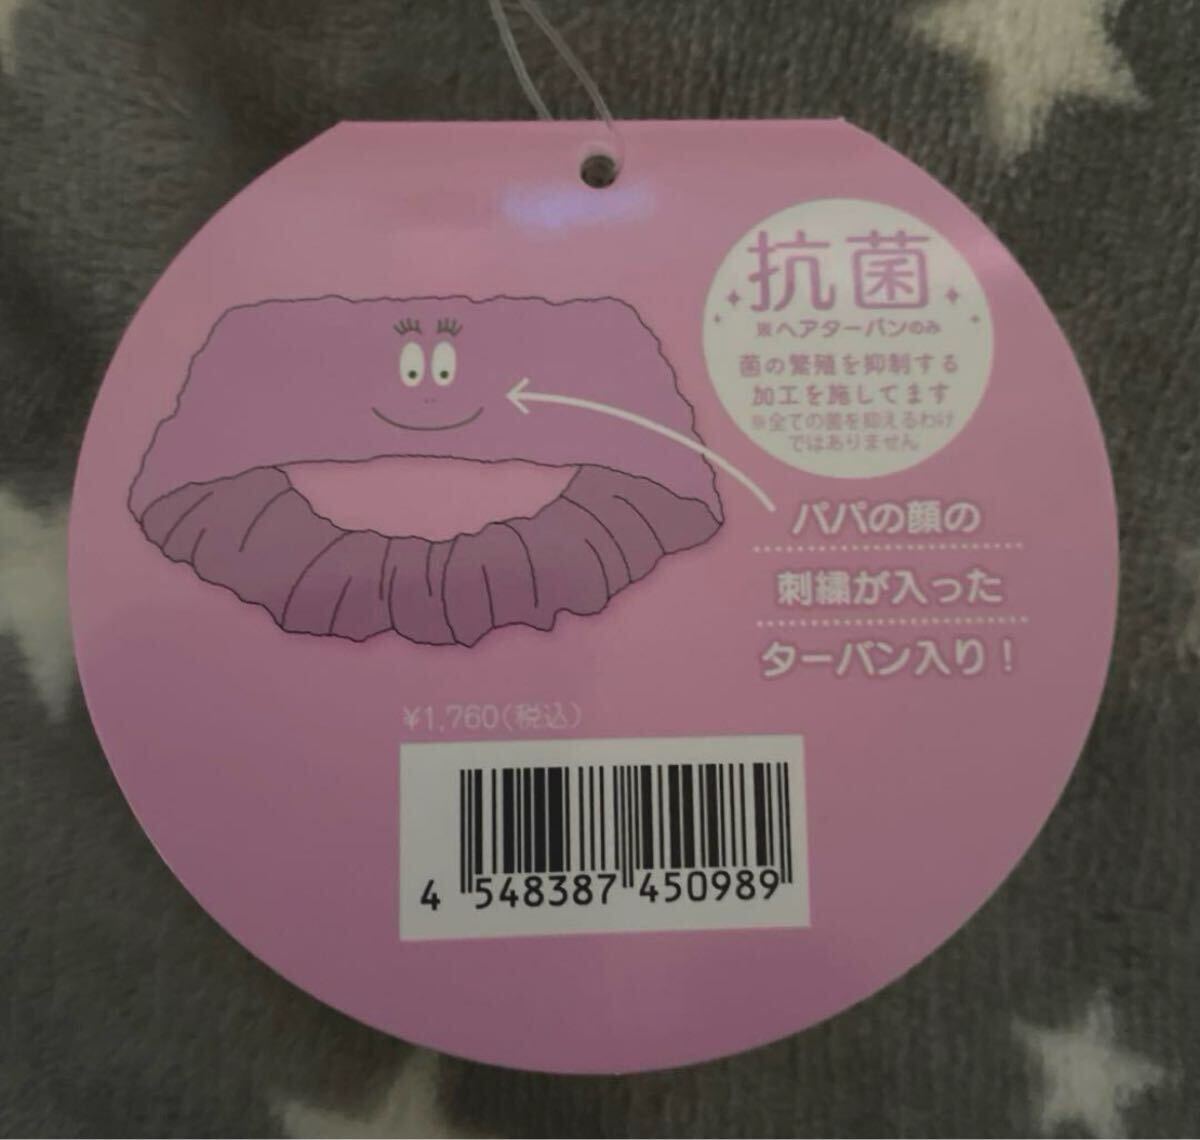 抗菌
※ヘアターバンのみ
菌の繁殖を抑制する
加工を施してます
※全ての菌を抑えるわけ
ではありません
パパの顔の
刺繍が入った
ターバン入り！
¥1,760(税込)
4 548387 450989